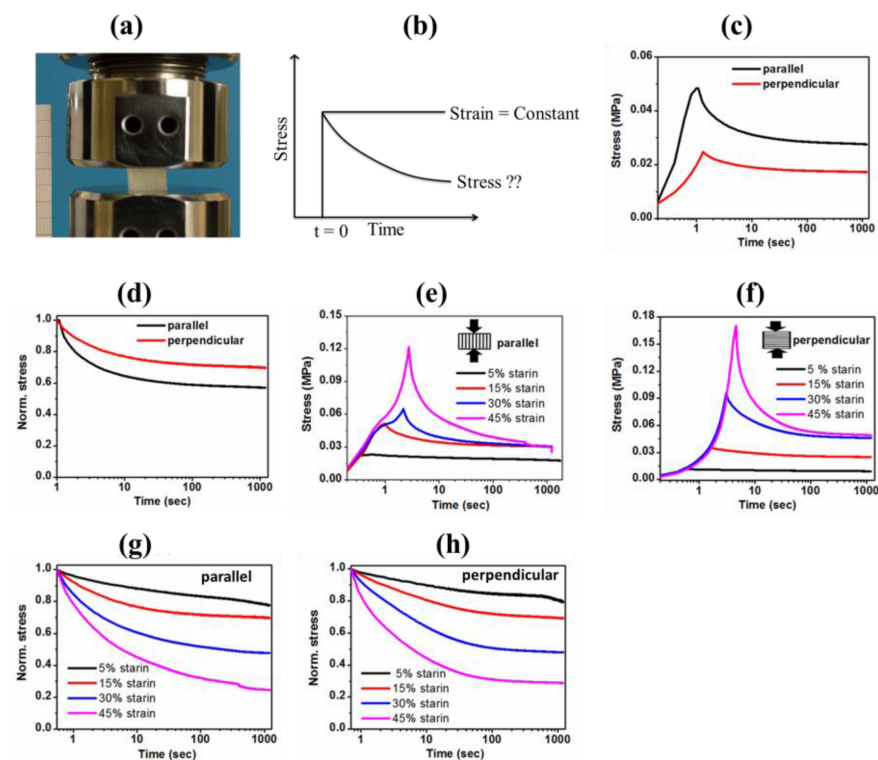 (a)
(b)
(c)
Stress
Strain = Constant
Stress ??
t = 0 Time
Stress (MPa)
0.06
0.04
0.02
0.00
parallel
perpendicular
1 10 100 1000
Time (sec)
(d)
(e)
(f)
Norm. stress
1.0
0.8
0.6
0.4
0.2
0.0
parallel
perpendicular
1 10 100 1000
Time (sec)
Stress (MPa)
0.15
0.12
0.09
0.06
0.03
0.00
parallel
5% starin
15% starin
30% starin
45% strain
1 10 100 1000
Time (sec)
Stress (MPa)
0.18
0.15
0.12
0.09
0.06
0.03
0.00
perpendicular
5% starin
15% starin
30% starin
45% starin
1 10 100 1000
Time (sec)
(g)
(h)
Norm. stress
1.0
0.8
0.6
0.4
0.2
0.0
parallel
5% starin
15% starin
30% starin
45% strain
1 10 100 1000
Time (sec)
Norm. stress
1.0
0.8
0.6
0.4
0.2
0.0
perpendicular
5% starin
15% starin
30% starin
45% starin
1 10 100 1000
Time (sec)